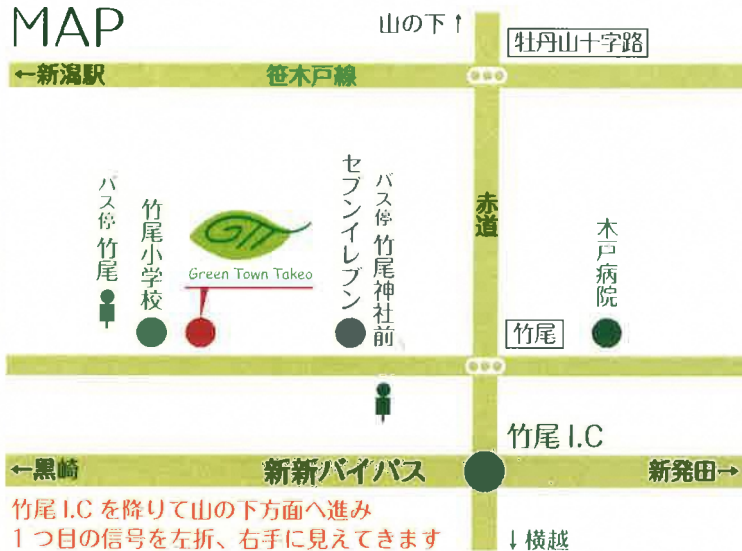 MAP
山の下↑
牡丹山十字路
←新潟駅
笹木戸線
バス停 竹尾
竹尾小学校
GTT
Green Town Takeo
セブンイレブン
バス停 竹尾神社前
赤道
木戸病院
竹尾
竹尾 I.C
←黒崎
新新バイパス
新発田→
竹尾 I.C を降りて山の下方面へ進み
1つ目の信号を左折、右手に見えてきます
↓横越